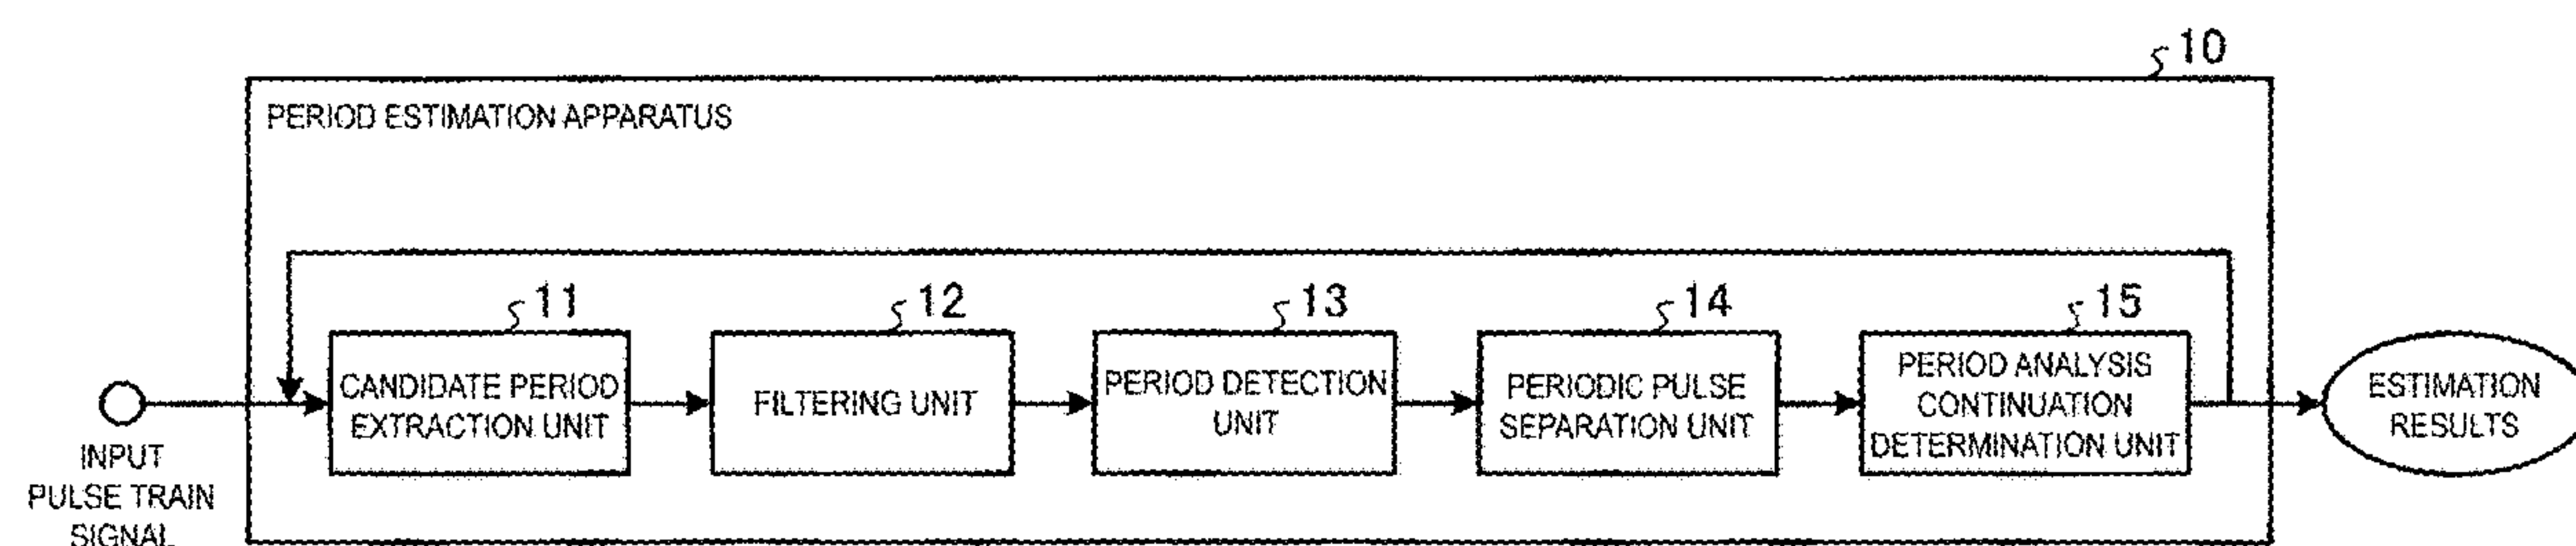 10
PERIOD ESTIMATION APPARATUS
11
12
13
14
15
CANDIDATE PERIOD
EXTRACTION UNIT
FILTERING UNIT
PERIOD DETECTION
UNIT
PERIODIC PULSE
SEPARATION UNIT
PERIOD ANALYSIS
CONTINUATION
DETERMINATION UNIT
ESTIMATION
RESULTS
INPUT
PULSE TRAIN
SIGNAL